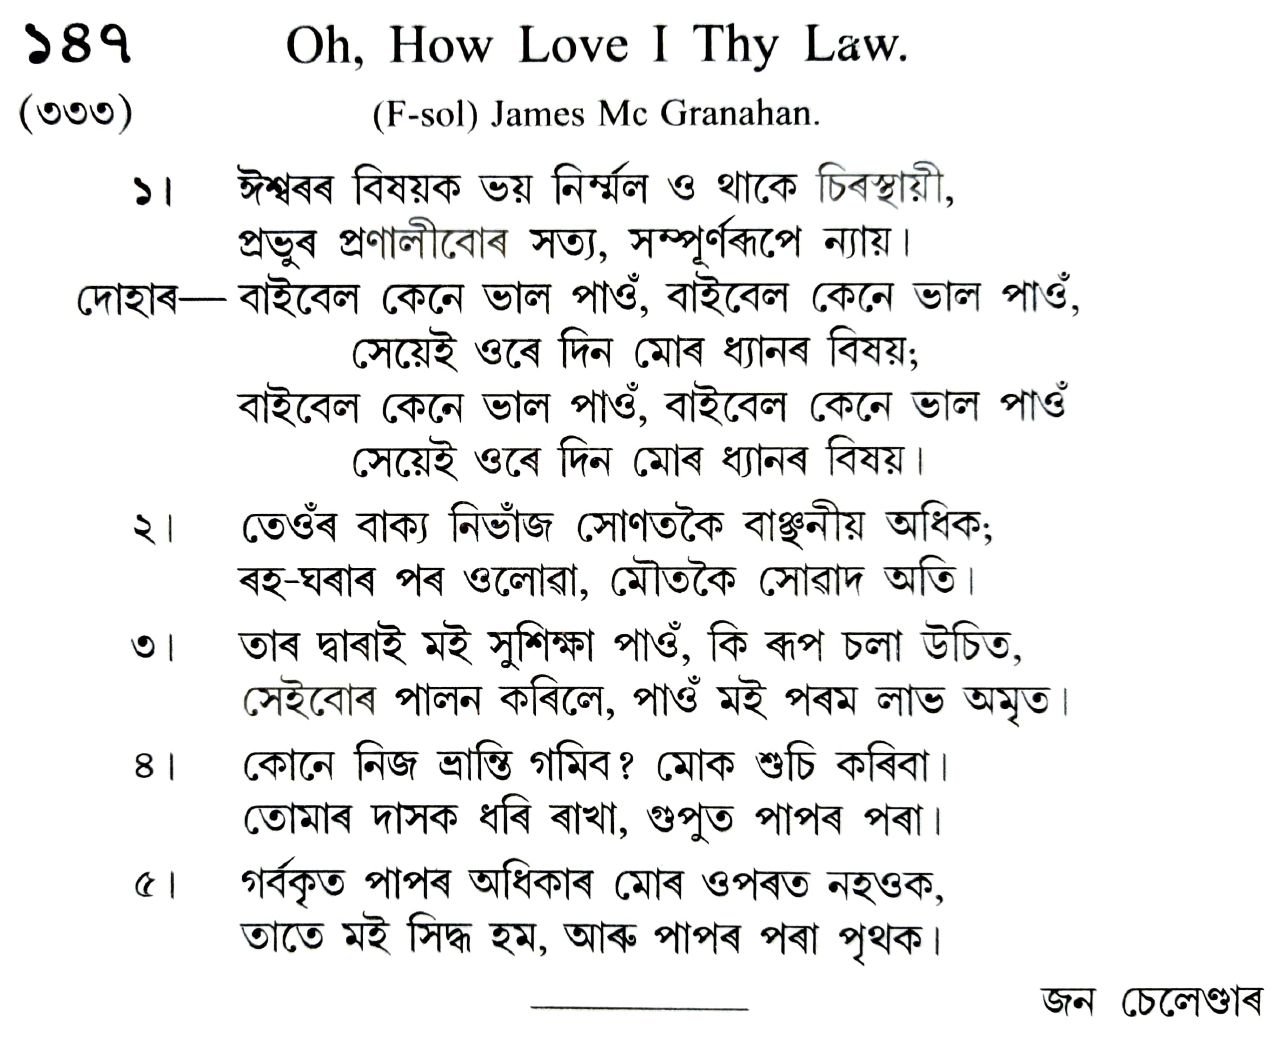 ১৪৭ Oh, How Love I Thy Law.
(৩৩৩) (F-sol) James Mc Granahan.
১। ঈশ্বৰৰ বিষয়ক ভয় নিৰ্ম্মল ও থাকে চিৰস্থায়ী,
প্ৰভুৰ প্ৰণালীবোৰ সত্য, সম্পূৰ্ণৰূপে ন্যায়।
দোহাৰ— বাইবেল কেনে ভাল পাওঁ, বাইবেল কেনে ভাল পাওঁ,
সেয়েই ওৰে দিন মোৰ ধ্যানৰ বিষয়;
বাইবেল কেনে ভাল পাওঁ, বাইবেল কেনে ভাল পাওঁ
সেয়েই ওৰে দিন মোৰ ধ্যানৰ বিষয়।
২। তেওঁৰ বাক্য নিভাঁজ সোণতকৈ বাঞ্ছনীয় অধিক;
ৰহ-ঘৰাৰ পৰ ওলোৱা, মৌতকৈ সোৱাদ অতি।
৩। তাৰ দ্বাৰাই মই সুশিক্ষা পাওঁ, কি ৰূপ চলা উচিত,
সেইবোৰ পালন কৰিলে, পাওঁ মই পৰম লাভ অমৃত।
৪। কোনে নিজ ভ্ৰান্তি গমিব? মোক শুচি কৰিবা।
তোমাৰ দাসক ধৰি ৰাখা, গুপুত পাপৰ পৰা।
৫। গৰ্বকৃত পাপৰ অধিকাৰ মোৰ ওপৰত নহওক,
তাতে মই সিদ্ধ হম, আৰু পাপৰ পৰা পৃথক।
জন চেলেণ্ডাৰ